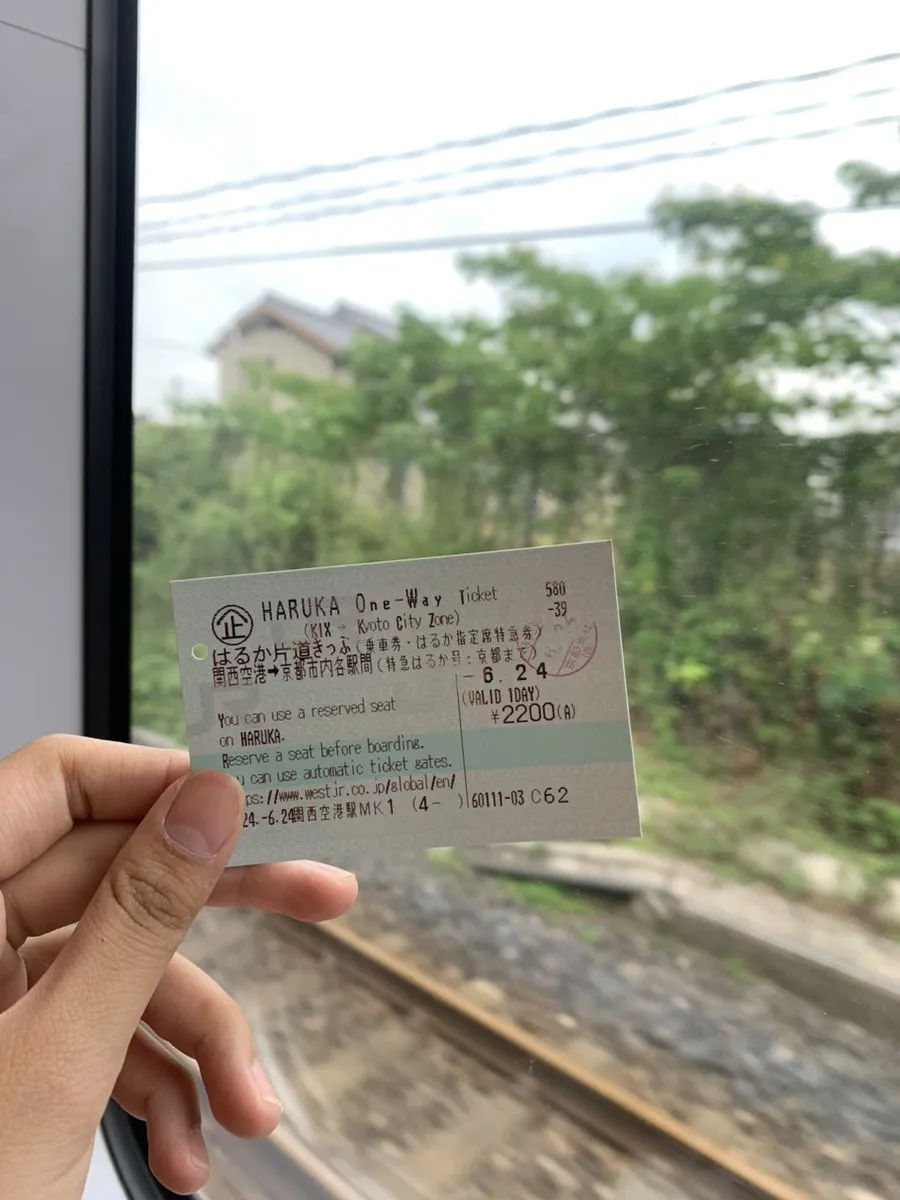 企 HARUKA One-Way Ticket 580
(KIX → Kyoto City Zone) -39
はるか片道きっぷ (乗車券・はるか指定席特急券)
関西空港➡京都市内各駅間 (特急はるか号:京都まで)
- 6. 24
You can use a reserved seat (VALID 1DAY)
on HARUKA. ¥2200(A)
Reserve a seat before boarding.
can use automatic ticket gates.
ps://www.westjr.co.jp/global/en/
24.-6.24関西空港駅MK1 (4- ) 60111-03 C62